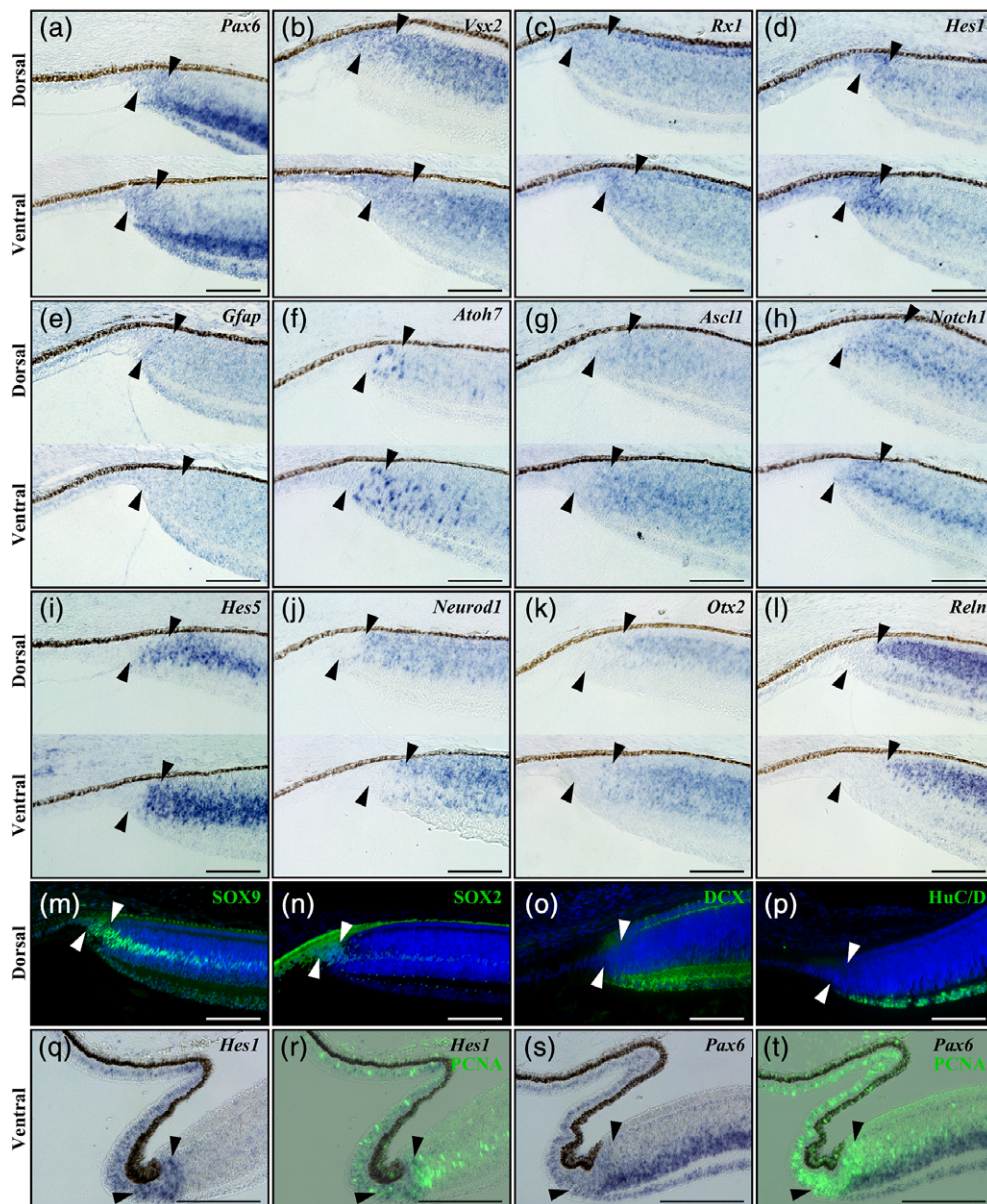 (a) Pax6 (b) Vsx2 (c) Rx1 (d) Hes1
Dorsal
Ventral
(e) Gfap (f) Atoh7 (g) Ascl1 (h) Notch1
Dorsal
Ventral
(i) Hes5 (j) Neurod1 (k) Otx2 (l) Reln
Dorsal
Ventral
(m) SOX9 (n) SOX2 (o) DCX (p) HuC/D
Dorsal
(q) Hes1 (r) Hes1 (s) Pax6 (t) Pax6
PCNA PCNA
Ventral